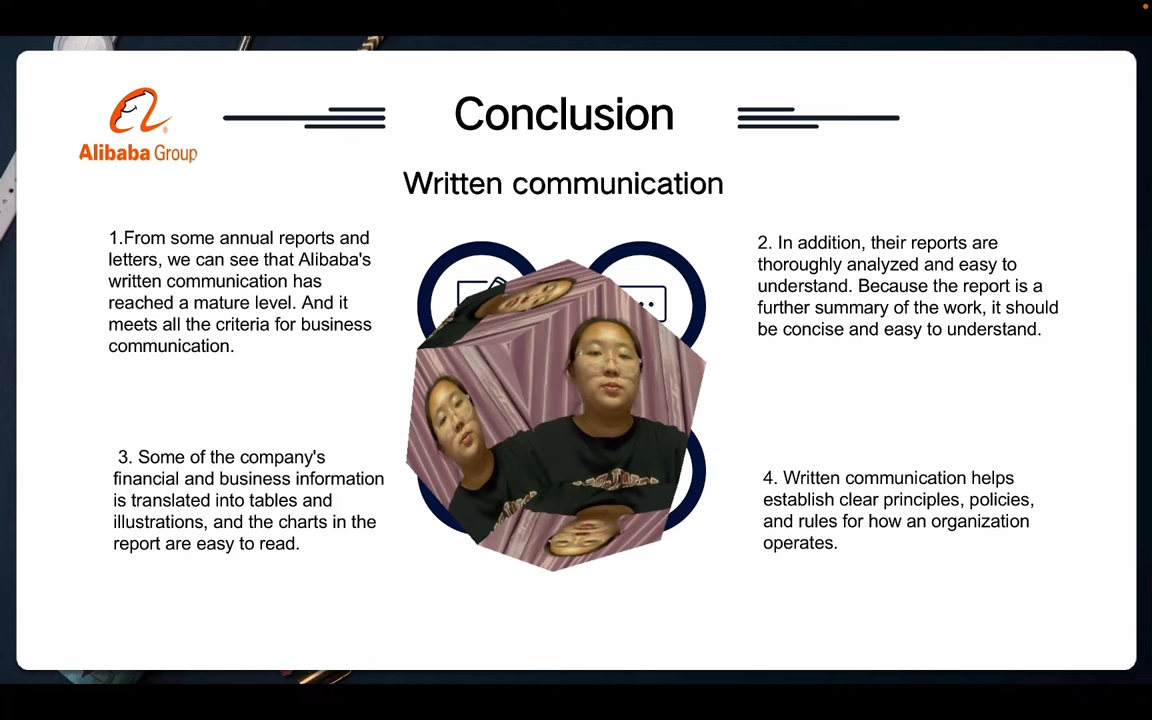 Conclusion
Alibaba Group
Written communication
1.From some annual reports and
letters, we can see that Alibaba's
written communication has
reached a mature level. And it
meets all the criteria for business
communication.
2. In addition, their reports are
thoroughly analyzed and easy to
understand. Because the report is a
further summary of the work, it should
be concise and easy to understand.
3. Some of the company's
financial and business information
is translated into tables and
illustrations, and the charts in the
report are easy to read.
4. Written communication helps
establish clear principles, policies,
and rules for how an organization
operates.